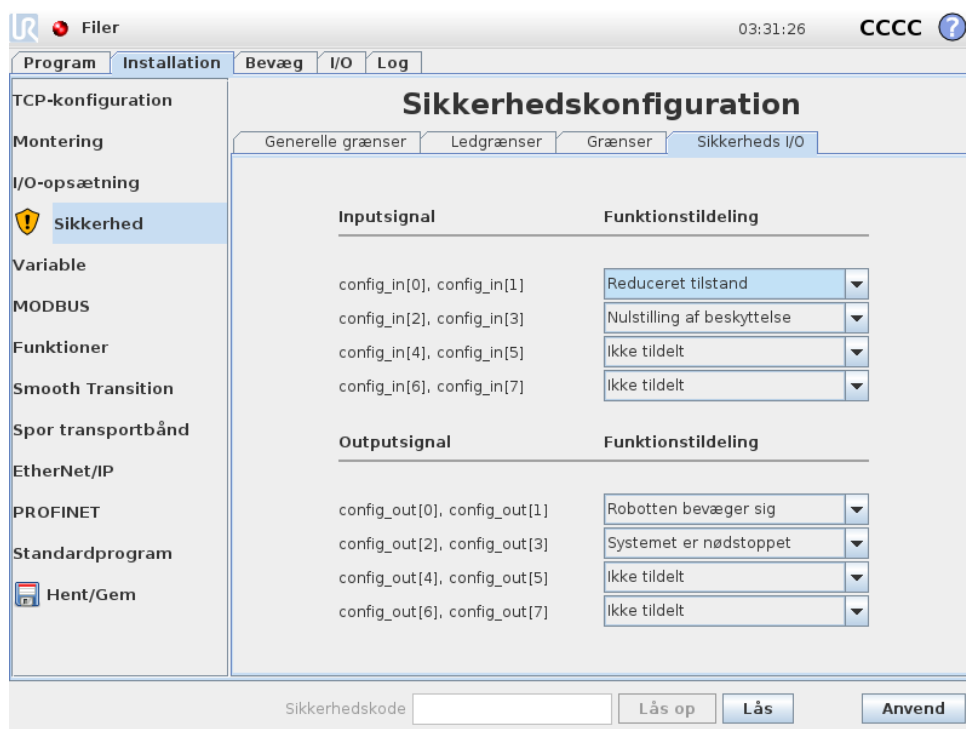 UR Filer 03:31:26 CCCC ?
Program Installation Bevæg I/O Log
TCP-konfiguration
Montering
I/O-opsætning
Sikkerhed
Variable
MODBUS
Funktioner
Smooth Transition
Spor transportbånd
EtherNet/IP
PROFINET
Standardprogram
Hent/Gem
Sikkerhedskonfiguration
Generelle grænser Ledgrænser Grænser Sikkerheds I/O
Inputsignal Funktionstildeling
config_in[0], config_in[1] Reduceret tilstand
config_in[2], config_in[3] Nulstilling af beskyttelse
config_in[4], config_in[5] Ikke tildelt
config_in[6], config_in[7] Ikke tildelt
Outputsignal Funktionstildeling
config_out[0], config_out[1] Robotten bevæger sig
config_out[2], config_out[3] Systemet er nødstoppet
config_out[4], config_out[5] Ikke tildelt
config_out[6], config_out[7] Ikke tildelt
Sikkerhedskode Lås op Lås Anvend